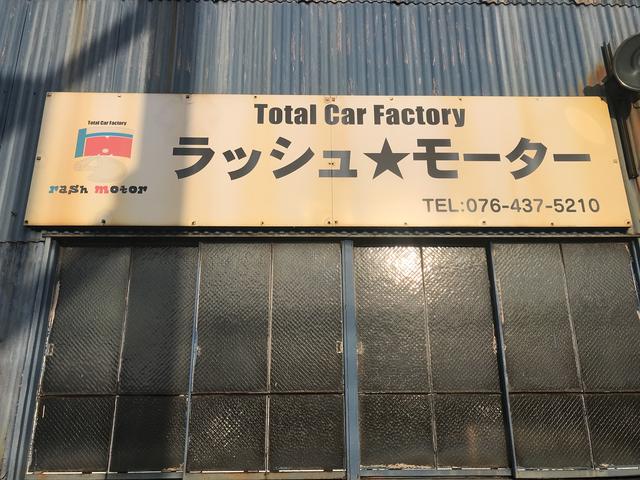 Total Car Factory
rash motor
Total Car Factory
ラッシュ★モーター
TEL:076-437-5210